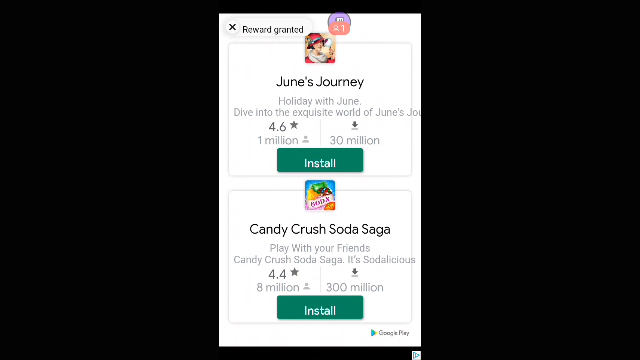 Reward granted
1
June's Journey
Holiday with June.
Dive into the exquisite world of June's Jou
4.6
1 million
30 million
Install
SODA
Candy Crush Soda Saga
Play With your Friends
Candy Crush Soda Saga. It's Sodalicious
4.4
8 million
300 million
Install
Google Play